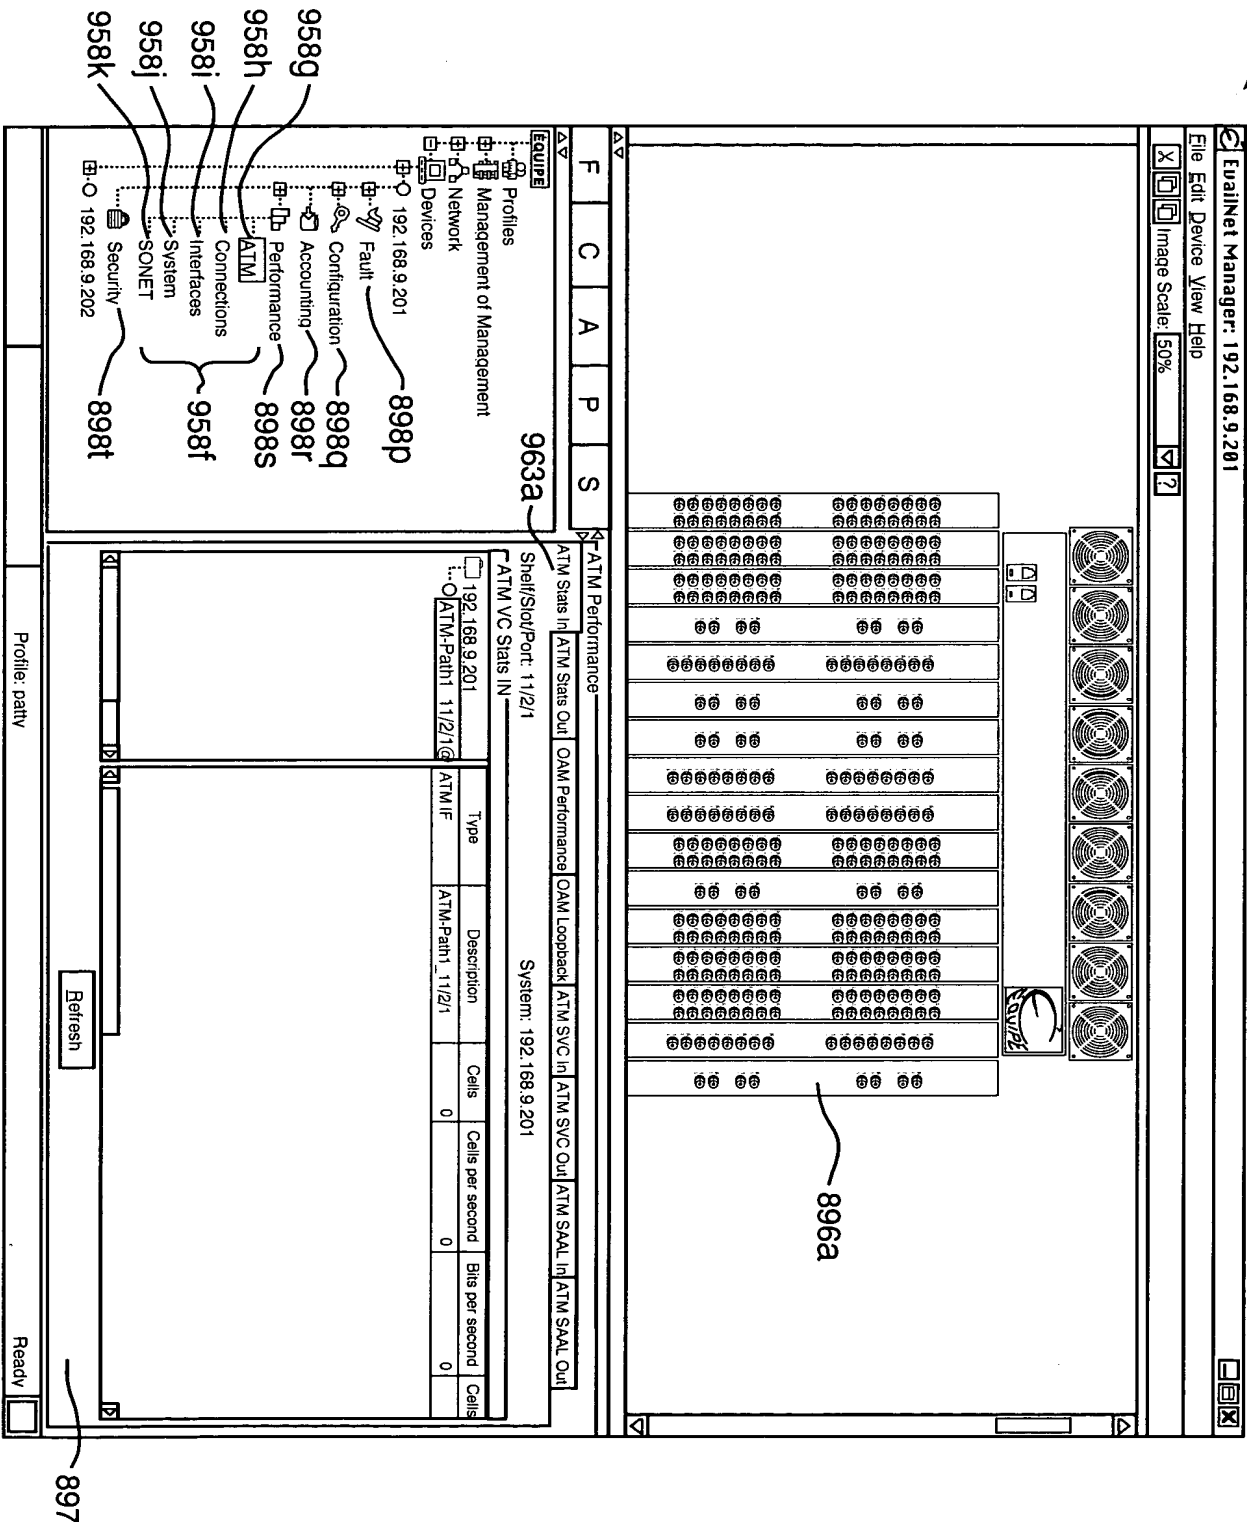 EuailNet Manager: 192.168.9.201
File Edit Device View Help
Image Scale: 50% ?
EQUIPE
896a
F C A P S
EQUIPE
Profiles
Management of Management
Network
Devices
192.168.9.201
Fault
Configuration
Accounting
Performance
ATM
Connections
Interfaces
System
SONET
Security
192.168.9.202
958g
958h
958i
958j
958k
898p
898q
898r
898s
958f
898t
963a
ATM Performance
ATM Stats In ATM Stats Out OAM Performance OAM Loopback ATM SVC In ATM SVC Out ATM SAAL In ATM SAAL Out
Shelf/Slot/Port: 11/2/1 System: 192.168.9.201
ATM VC Stats IN
192.168.9.201
ATM-Path1 11/2/1@
Type Description Cells Cells per second Bits per second Cells
ATM IF ATM-Path1_11/2/1 0 0 0
Refresh
897
Profile: patty Ready